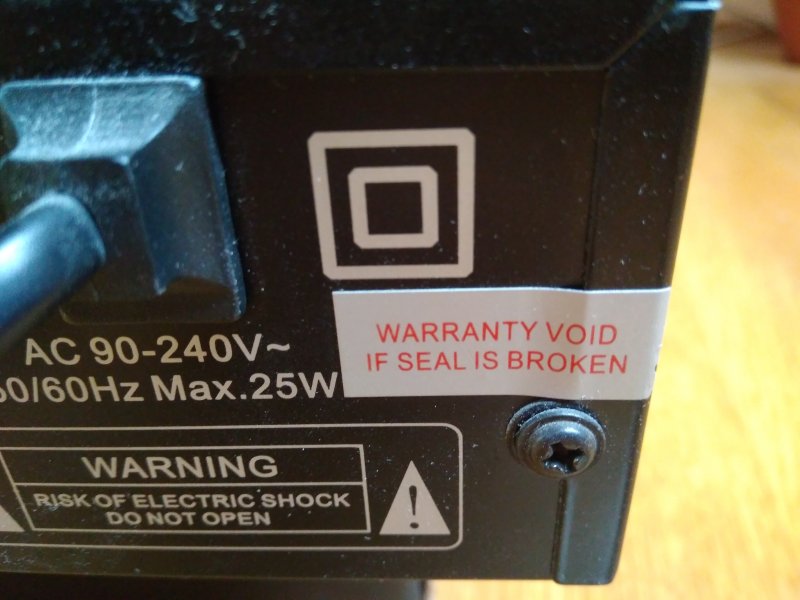 WARRANTY VOID
IF SEAL IS BROKEN
AC 90-240V~
50/60Hz Max.25W
WARNING
RISK OF ELECTRIC SHOCK
DO NOT OPEN
!